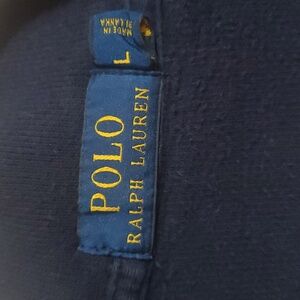 MADE IN
SRI LANKA
L
POLO
RALPH LAUREN